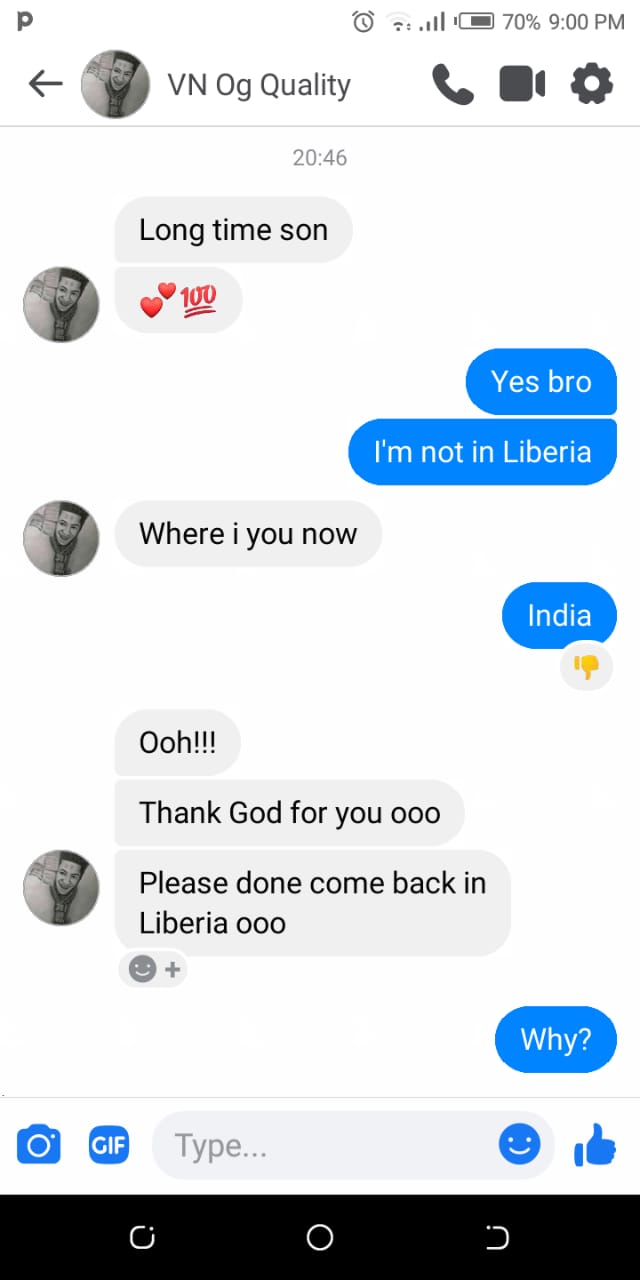 70% 9:00 PM
VN Og Quality
20:46
Long time son
💕💯
Yes bro
I'm not in Liberia
Where i you now
India
👎
Ooh!!!
Thank God for you ooo
Please done come back in
Liberia ooo
Why?
GIF
Type...